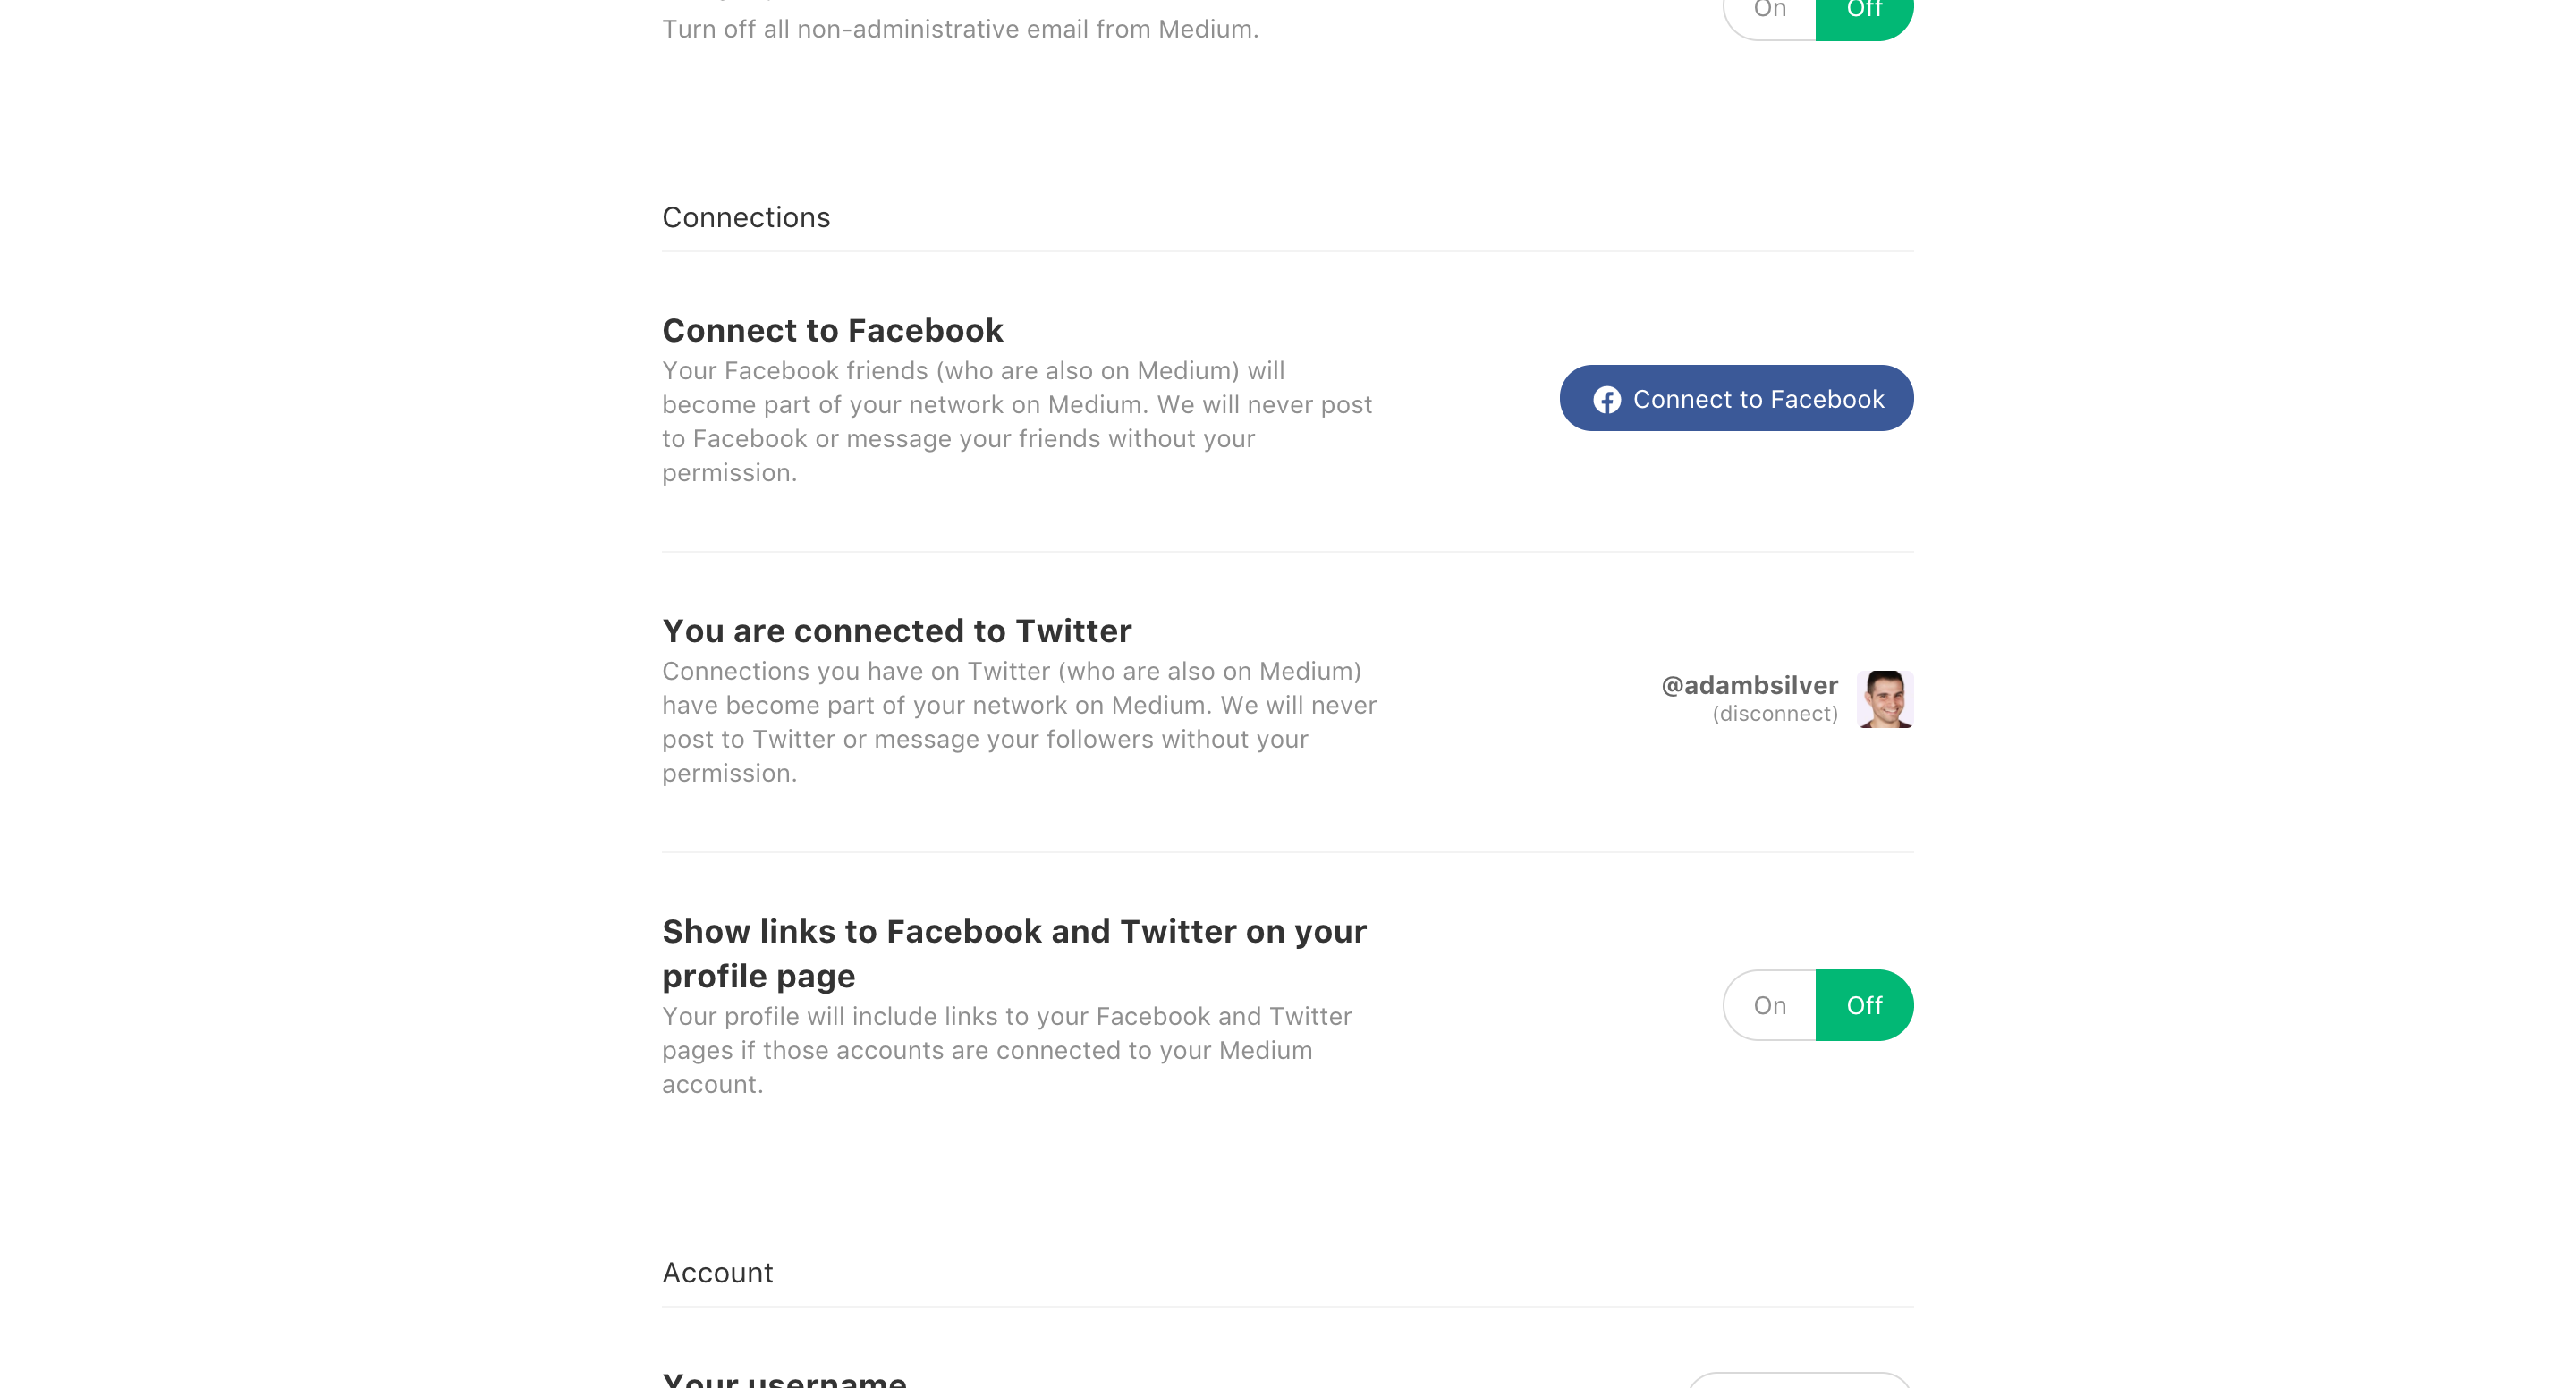 Turn off all non-administrative email from Medium.
On Off
Connections
Connect to Facebook
Your Facebook friends (who are also on Medium) will
become part of your network on Medium. We will never post
to Facebook or message your friends without your
permission.
Connect to Facebook
You are connected to Twitter
Connections you have on Twitter (who are also on Medium)
have become part of your network on Medium. We will never
post to Twitter or message your followers without your
permission.
@adambsilver
(disconnect)
Show links to Facebook and Twitter on your
profile page
Your profile will include links to your Facebook and Twitter
pages if those accounts are connected to your Medium
account.
On Off
Account
Your username